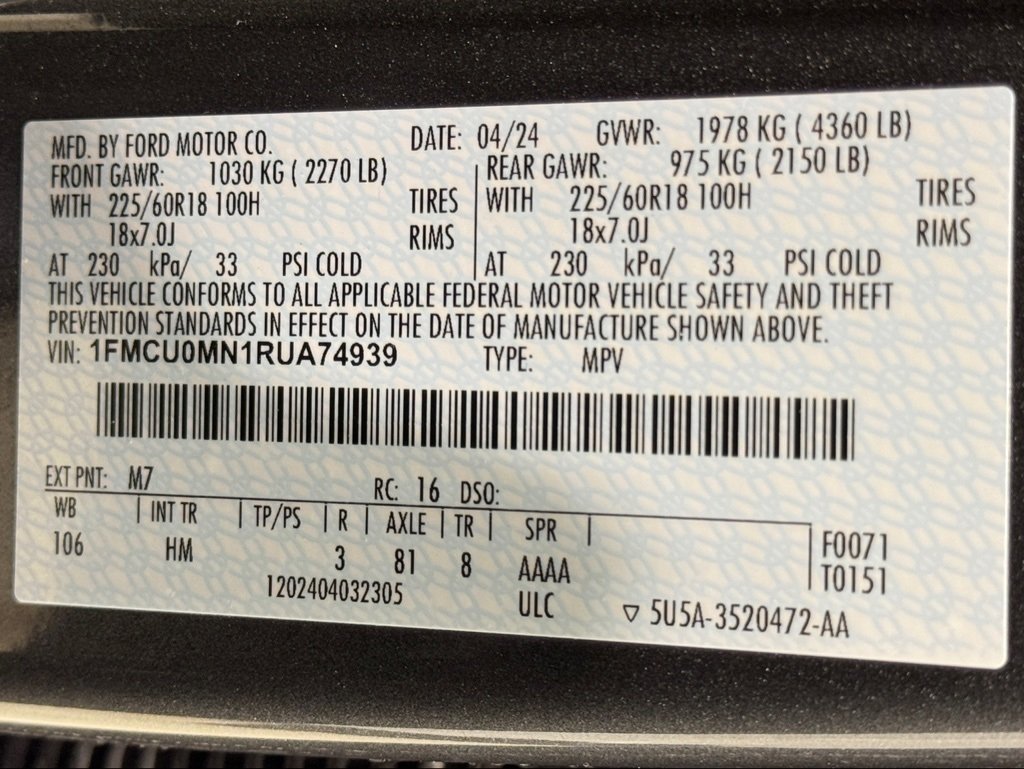 MFD. BY FORD MOTOR CO. DATE: 04/24 GVWR: 1978 KG ( 4360 LB)
FRONT GAWR: 1030 KG ( 2270 LB) REAR GAWR: 975 KG ( 2150 LB)
WITH 225/60R18 100H TIRES WITH 225/60R18 100H TIRES
18x7.0J RIMS 18x7.0J RIMS
AT 230 kPa/ 33 PSI COLD AT 230 kPa/ 33 PSI COLD
THIS VEHICLE CONFORMS TO ALL APPLICABLE FEDERAL MOTOR VEHICLE SAFETY AND THEFT
PREVENTION STANDARDS IN EFFECT ON THE DATE OF MANUFACTURE SHOWN ABOVE.
VIN: 1FMCU0MN1RUA74939 TYPE: MPV
EXT PNT: M7 RC: 16 DSO:
WB | INT TR | TP/PS | R | AXLE | TR | SPR | F0071
106 HM 3 81 8 AAAA T0151
1202404032305 ULC ▽ 5U5A-3520472-AA